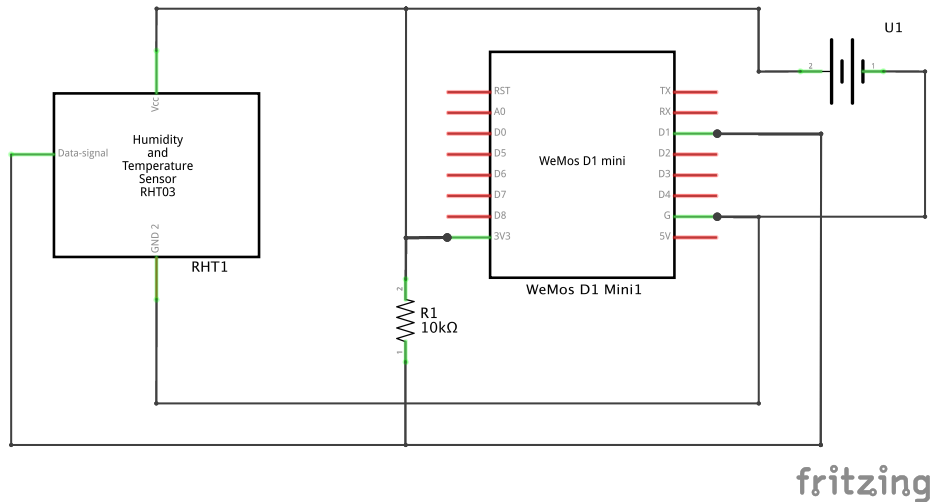 U1
2
1
Vcc
Humidity
and
Temperature
Sensor
RHT03
Data-signal
GND 2
RHT1
RST
A0
D0
D5
D6
D7
D8
3V3
WeMos D1 mini
TX
RX
D1
D2
D3
D4
G
5V
WeMos D1 Mini1
2
R1
10kΩ
1
fritzing